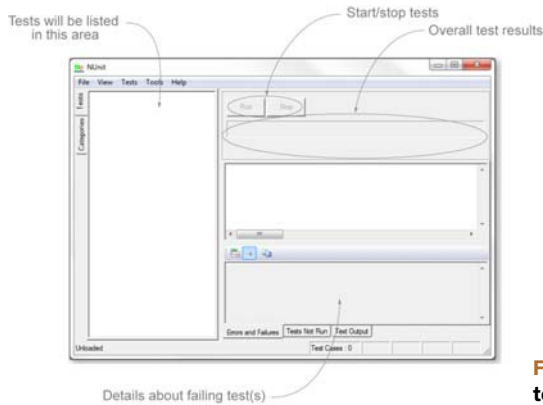 Start/stop tests
Tests will be listed
in this area
Overall test results
NUnit
File View Tests Tools Help
Tests
Categories
Run Stop
Errors and Failures Tests Not Run Text Output
Unloaded
Test Cases : 0
Details about failing test(s)
F
te